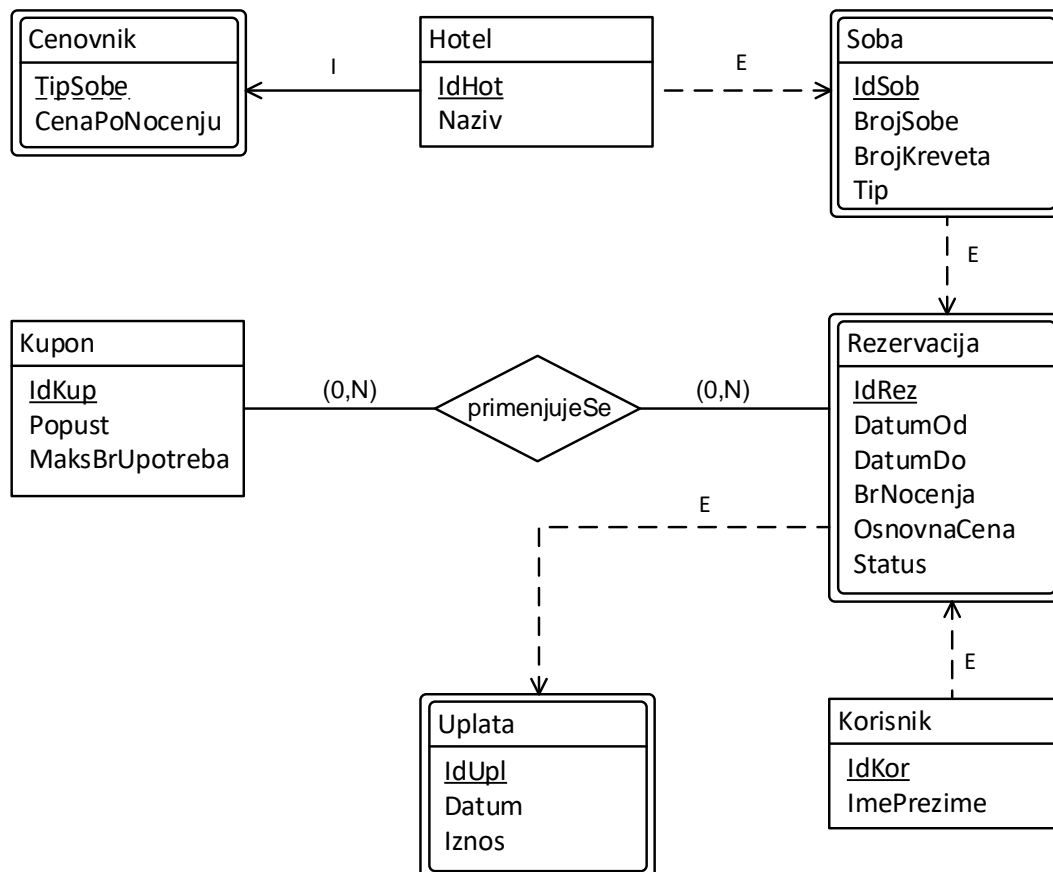 Cenovnik
TipSobe
CenaPoNocenju
I
Hotel
IdHot
Naziv
E
Soba
IdSob
BrojSobe
BrojKreveta
Tip
E
Kupon
IdKup
Popust
MaksBrUpotreba
(0,N)
primenjujeSe
(0,N)
Rezervacija
IdRez
DatumOd
DatumDo
BrNocenja
OsnovnaCena
Status
E
E
Uplata
IdUpl
Datum
Iznos
Korisnik
IdKor
ImePrezime